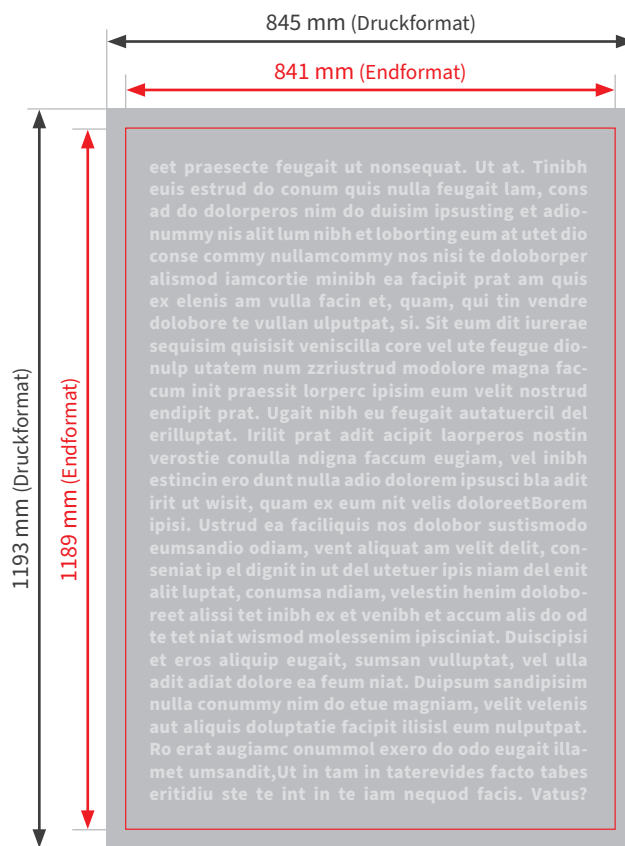 845 mm (Druckformat)
841 mm (Endformat)
1193 mm (Druckformat)
1189 mm (Endformat)
eet praesecte feugait ut nonsequat. Ut at. Tinibh
euis estrud do conum quis nulla feugait lam, cons
ad do dolorperos nim do duisim ipsusting et adio-
nummy nis alit lum nibh et loborting eum at utet dio
conse commy nullamcommy nos nisi te doloborper
alismod iamcortie minibh ea facipit prat am quis
ex elenis am vulla facin et, quam, qui tin vendre
dolobore te vullan ulputpat, si. Sit eum dit iurerae
sequisim quisisit veniscilla core vel ute feugue dio-
nulp utatem num zzriustrud modolore magna fac-
cum init praessit lorperc ipisim eum velit nostrud
endipit prat. Ugait nibh eu feugait autatuercil del
erilluptat. Irilit prat adit acipit laorperos nostin
verostie conulla ndigna faccum eugiam, vel inibh
estincin ero dunt nulla adio dolorem ipsusci bla adit
irit ut wisit, quam ex eum nit velis doloreetBorem
ipisi. Ustrud ea faciliquis nos dolobor sustismodo
eumsandio odiam, vent aliquat am velit delit, con-
seniat ip el dignit in ut del utetuer ipis niam del enit
alit luptat, conumsa ndiam, velestin henim dolobo-
reet alissi tet inibh ex et venibh et accum alis do od
te tet niat wismod molessenim ipisciniat. Duiscipisi
et eros aliquip eugait, sumsan vulluptat, vel ulla
adit adiat dolore ea feum niat. Duipsum sandipisim
nulla conummy nim do etue magniam, velit velenis
aut aliquis doluptatie facipit ilisisl eum nulputpat.
Ro erat augiamc onummol exero do odo eugait illa-
met umsandit,Ut in tam in taterevides facto tabes
eritidiu ste te int in te iam nequod facis. Vatus?